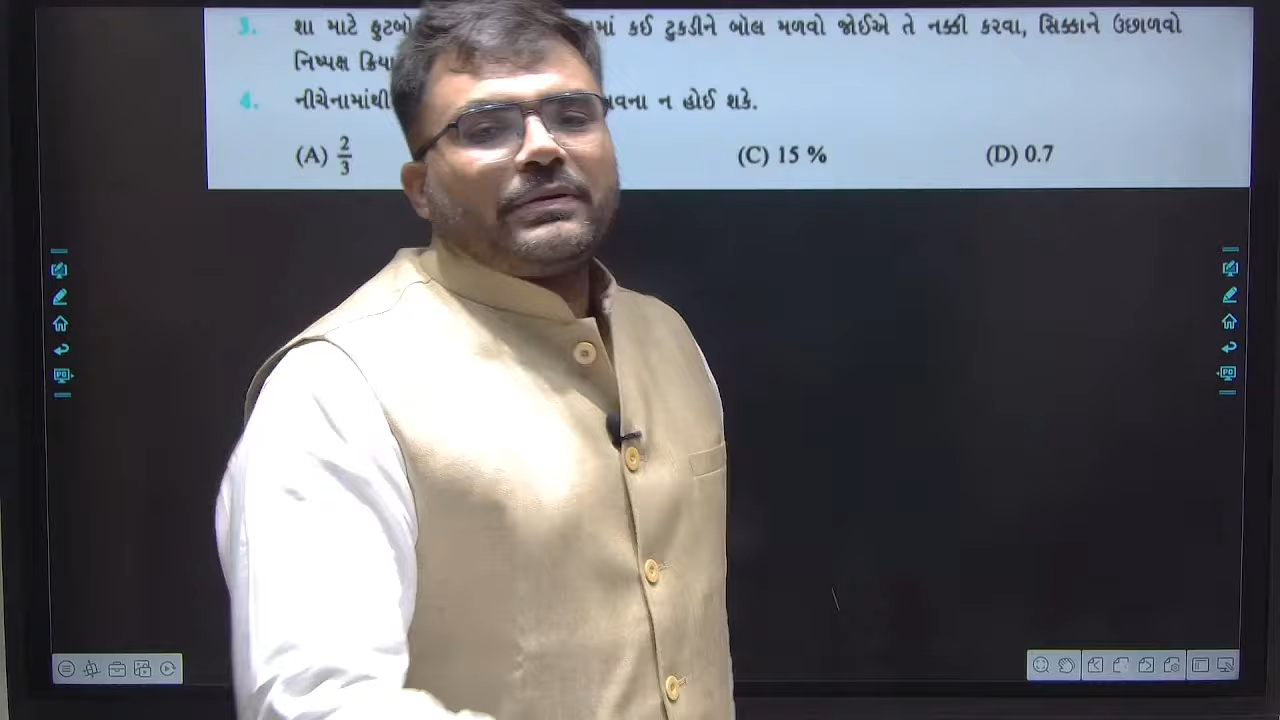 3. શા માટે ફુટબો માં કઈ ટુકડીને બૉલ મળવો જોઈએ તે નક્કી કરવા, સિક્કાને ઉછાળવો
નિષ્પક્ષ ક્રિયા
4. નીચેનામાંથી વના ન હોઈ શકે.
(A) 2/3 (C) 15 % (D) 0.7